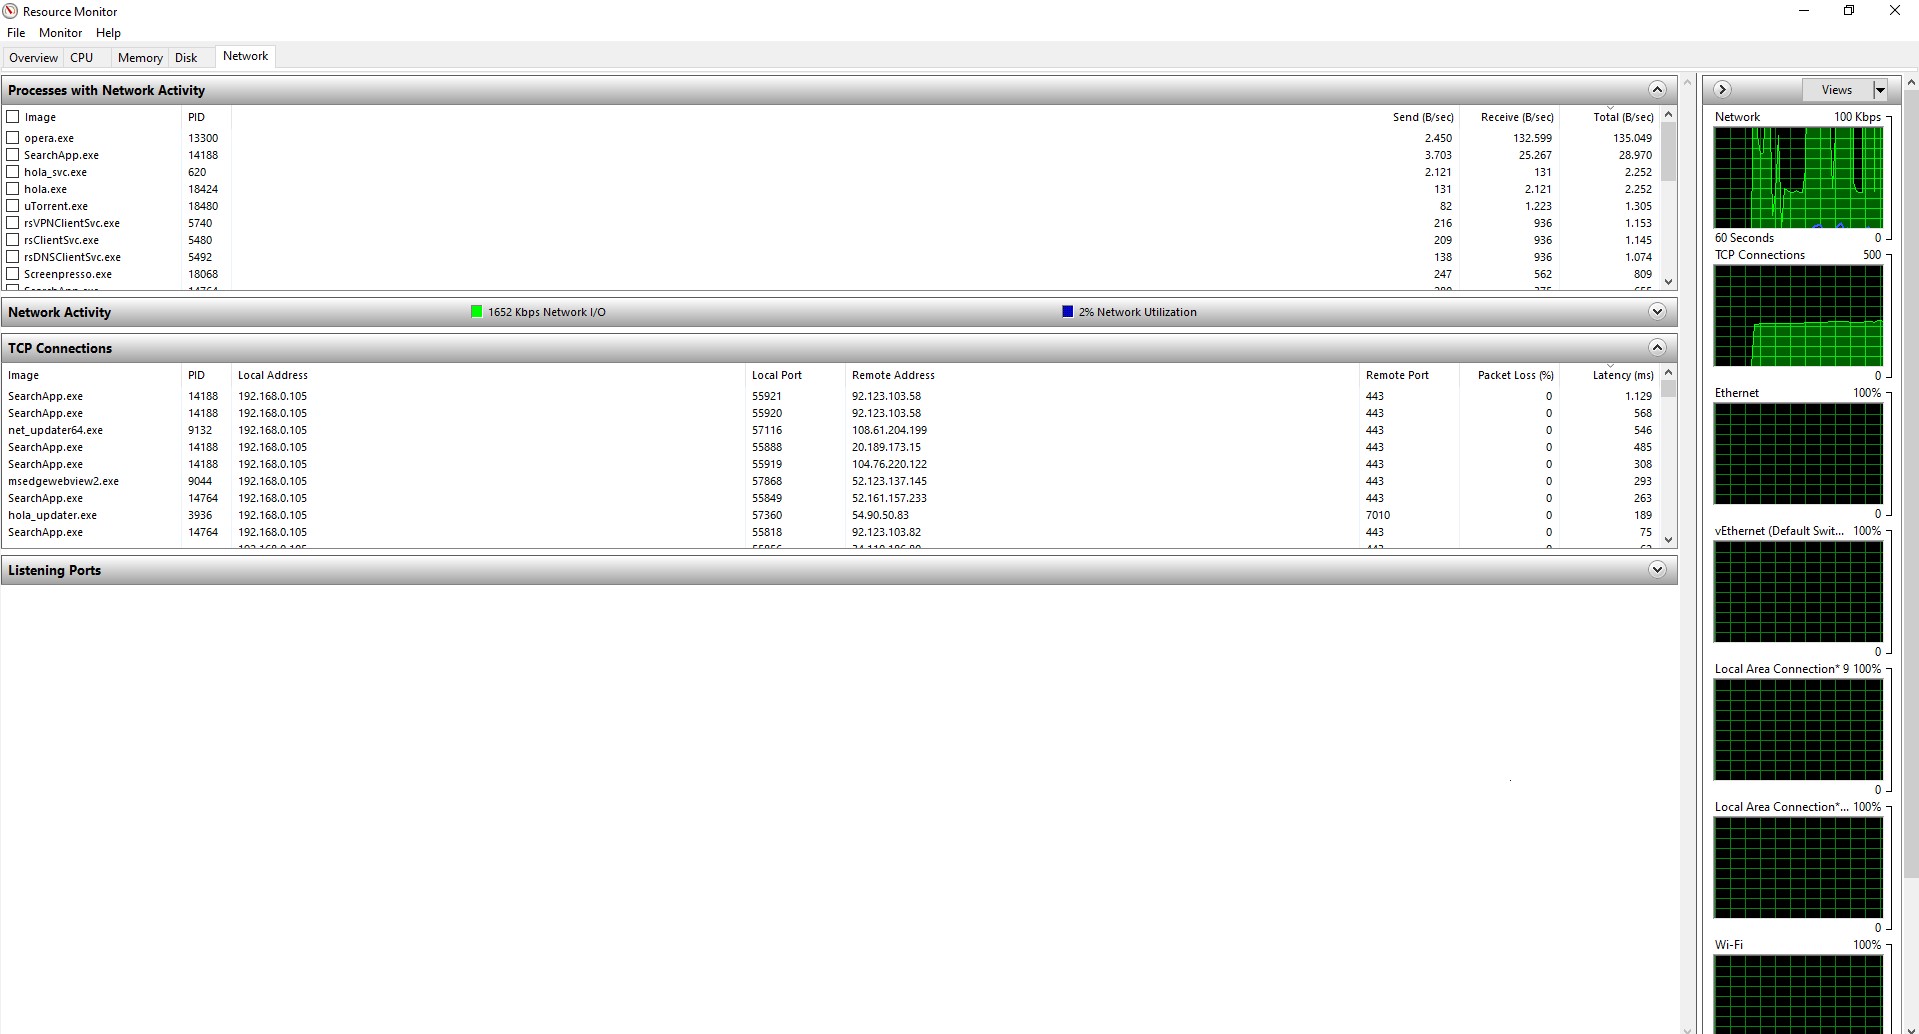 Resource Monitor
File Monitor Help
Overview CPU Memory Disk Network
Processes with Network Activity
Image PID Send (B/sec) Receive (B/sec) Total (B/sec)
opera.exe 13300 2.450 132.599 135.049
SearchApp.exe 14188 3.703 25.267 28.970
hola_svc.exe 620 2.121 131 2.252
hola.exe 18424 131 2.121 2.252
uTorrent.exe 18480 82 1.223 1.305
rsVPNClientSvc.exe 5740 216 936 1.153
rsClientSvc.exe 5480 209 936 1.145
rsDNSClientSvc.exe 5492 138 936 1.074
Screenpresso.exe 18068 247 562 809
Network Activity 1652 Kbps Network I/O 2% Network Utilization
TCP Connections
Image PID Local Address Local Port Remote Address Remote Port Packet Loss (%) Latency (ms)
SearchApp.exe 14188 192.168.0.105 55921 92.123.103.58 443 0 1.129
SearchApp.exe 14188 192.168.0.105 55920 92.123.103.58 443 0 568
net_updater64.exe 9132 192.168.0.105 57116 108.61.204.199 443 0 546
SearchApp.exe 14188 192.168.0.105 55888 20.189.173.15 443 0 485
SearchApp.exe 14188 192.168.0.105 55919 104.76.220.122 443 0 308
msedgewebview2.exe 9044 192.168.0.105 57868 52.123.137.145 443 0 293
SearchApp.exe 14764 192.168.0.105 55849 52.161.157.233 443 0 263
hola_updater.exe 3936 192.168.0.105 57360 54.90.50.83 7010 0 189
SearchApp.exe 14764 192.168.0.105 55818 92.123.103.82 443 0 75
Listening Ports
Views
Network 100 Kbps
60 Seconds 0
TCP Connections 500
0
Ethernet 100%
0
vEthernet (Default Swit... 100%
0
Local Area Connection* 9 100%
0
Local Area Connection*... 100%
0
Wi-Fi 100%